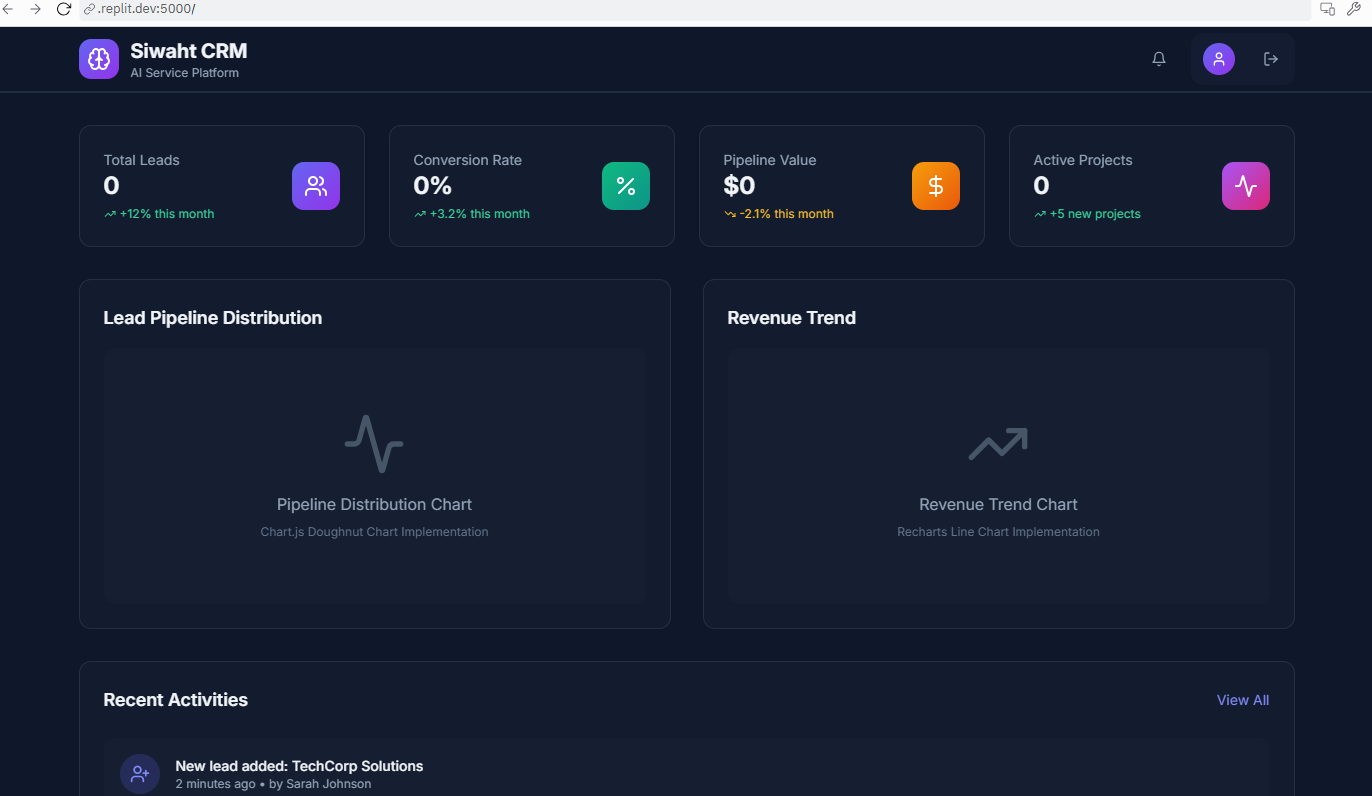 .replit.dev:5000/
Siwaht CRM
AI Service Platform
Total Leads
0
+12% this month
Conversion Rate
0%
+3.2% this month
Pipeline Value
$0
-2.1% this month
Active Projects
0
+5 new projects
Lead Pipeline Distribution
Pipeline Distribution Chart
Chart.js Doughnut Chart Implementation
Revenue Trend
Revenue Trend Chart
Recharts Line Chart Implementation
Recent Activities
View All
New lead added: TechCorp Solutions
2 minutes ago • by Sarah Johnson